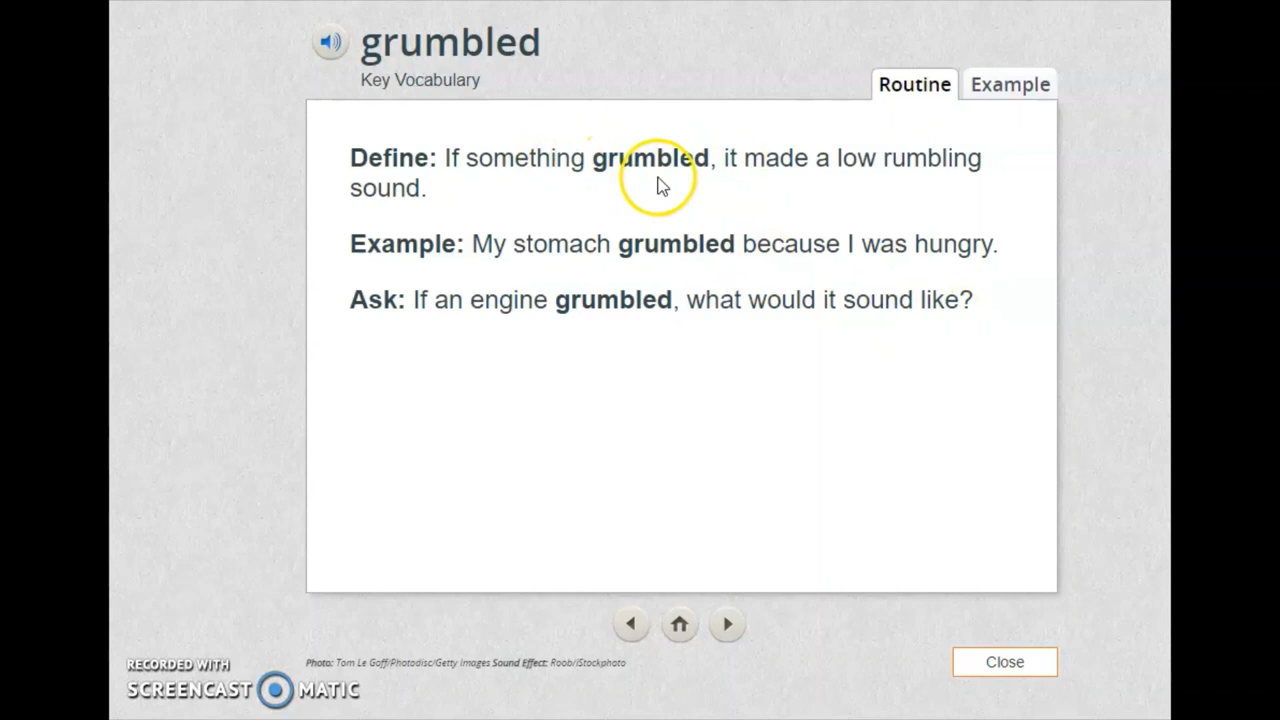 grumbled
Key Vocabulary
Routine Example
Define: If something grumbled, it made a low rumbling
sound.
Example: My stomach grumbled because I was hungry.
Ask: If an engine grumbled, what would it sound like?
Photo: Tom Le Goff/Photodisc/Getty Images Sound Effect: Roob/iStockphoto
Close
RECORDED WITH
SCREENCAST MATIC